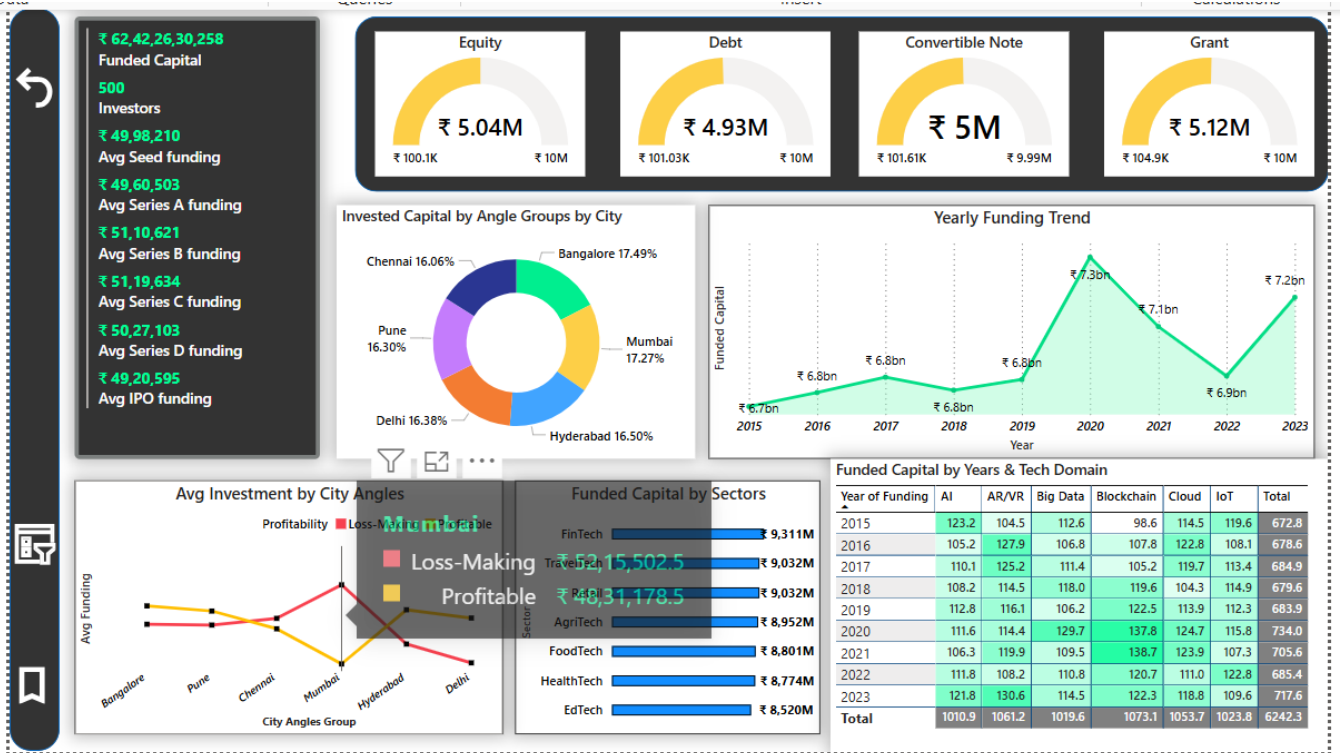 ₹ 62,42,26,30,258
Funded Capital
500
Investors
₹ 49,98,210
Avg Seed funding
₹ 49,60,503
Avg Series A funding
₹ 51,10,621
Avg Series B funding
₹ 51,19,634
Avg Series C funding
₹ 50,27,103
Avg Series D funding
₹ 49,20,595
Avg IPO funding
Equity
₹ 5.04M
₹ 100.1K ₹ 10M
Debt
₹ 4.93M
₹ 101.03K ₹ 10M
Convertible Note
₹ 5M
₹ 101.61K ₹ 9.99M
Grant
₹ 5.12M
₹ 104.9K ₹ 10M
Invested Capital by Angle Groups by City
Chennai 16.06%
Bangalore 17.49%
Pune
16.30%
Mumbai
17.27%
Delhi 16.38%
Hyderabad 16.50%
Yearly Funding Trend
Funded Capital
₹ 6.7bn
₹ 6.8bn
₹ 6.8bn
₹ 6.8bn
₹ 6.8bn
₹ 7.3bn
₹ 7.1bn
₹ 6.9bn
₹ 7.2bn
2015 2016 2017 2018 2019 2020 2021 2022 2023
Year
Avg Investment by City Angles
Profitability Loss-Making Profitable
Avg Funding
Bangalore Pune Chennai Mumbai Hyderabad Delhi
City Angles Group
Mumbai
Loss-Making ₹ 52,15,502.5
Profitable ₹ 48,31,178.5
Funded Capital by Sectors
Sector
FinTech ₹ 9,311M
TravelTech ₹ 9,032M
Retail ₹ 9,032M
AgriTech ₹ 8,952M
FoodTech ₹ 8,801M
HealthTech ₹ 8,774M
EdTech ₹ 8,520M
Funded Capital by Years & Tech Domain
Year of Funding AI AR/VR Big Data Blockchain Cloud IoT Total
2015 123.2 104.5 112.6 98.6 114.5 119.6 672.8
2016 105.2 127.9 106.8 107.8 122.8 108.1 678.6
2017 110.1 125.2 111.4 105.2 119.7 113.4 684.9
2018 108.2 114.5 118.0 119.6 104.3 114.9 679.6
2019 112.8 116.1 106.2 122.5 113.9 112.3 683.9
2020 111.6 114.4 129.7 137.8 124.7 115.8 734.0
2021 106.3 119.9 109.5 138.7 123.9 107.3 705.6
2022 111.8 108.2 110.8 120.7 111.0 122.8 685.4
2023 121.8 130.6 114.5 122.3 118.8 109.6 717.6
Total 1010.9 1061.2 1019.6 1073.1 1053.7 1023.8 6242.3